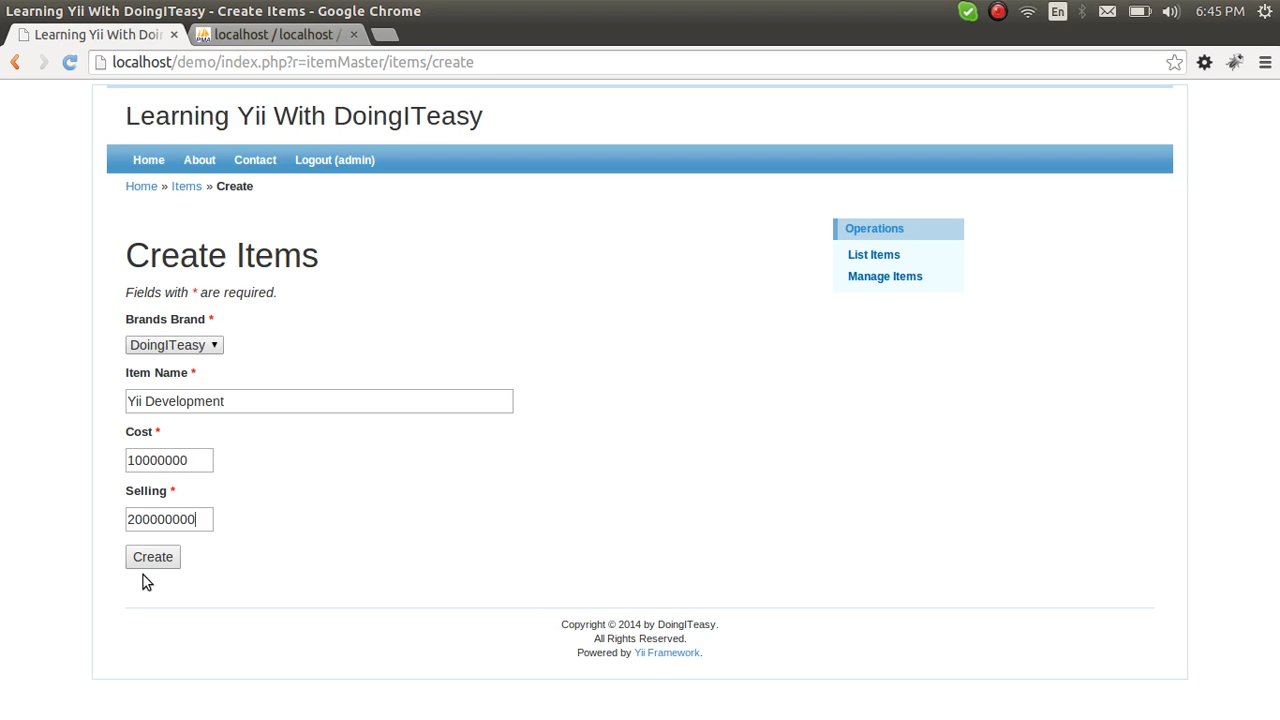 Learning Yii With DoingITeasy - Create Items - Google Chrome
En
6:45 PM
Learning Yii With Doi
localhost / localhost /
localhost/demo/index.php?r=itemMaster/items/create
Learning Yii With DoingITeasy
Home About Contact Logout (admin)
Home » Items » Create
Operations
List Items
Manage Items
Create Items
Fields with * are required.
Brands Brand *
DoingITeasy
Item Name *
Yii Development
Cost *
10000000
Selling *
200000000
Create
Copyright © 2014 by DoingITeasy.
All Rights Reserved.
Powered by Yii Framework.